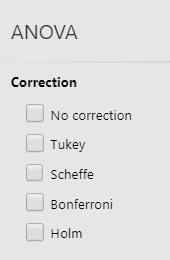 ANOVA
Correction
No correction
Tukey
Scheffe
Bonferroni
Holm